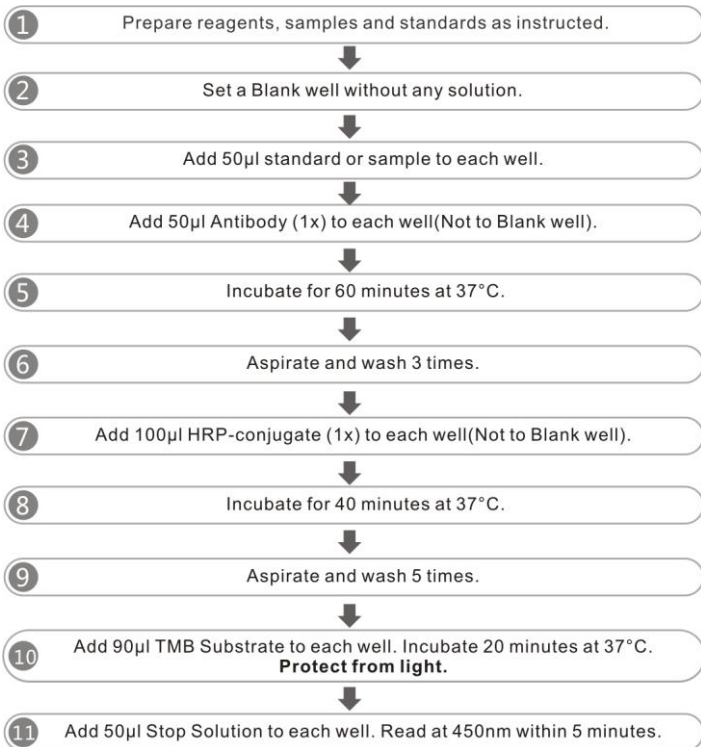 1 Prepare reagents, samples and standards as instructed.
2 Set a Blank well without any solution.
3 Add 50µl standard or sample to each well.
4 Add 50µl Antibody (1x) to each well(Not to Blank well).
5 Incubate for 60 minutes at 37°C.
6 Aspirate and wash 3 times.
7 Add 100µl HRP-conjugate (1x) to each well(Not to Blank well).
8 Incubate for 40 minutes at 37°C.
9 Aspirate and wash 5 times.
10 Add 90µl TMB Substrate to each well. Incubate 20 minutes at 37°C.
Protect from light.
11 Add 50µl Stop Solution to each well. Read at 450nm within 5 minutes.